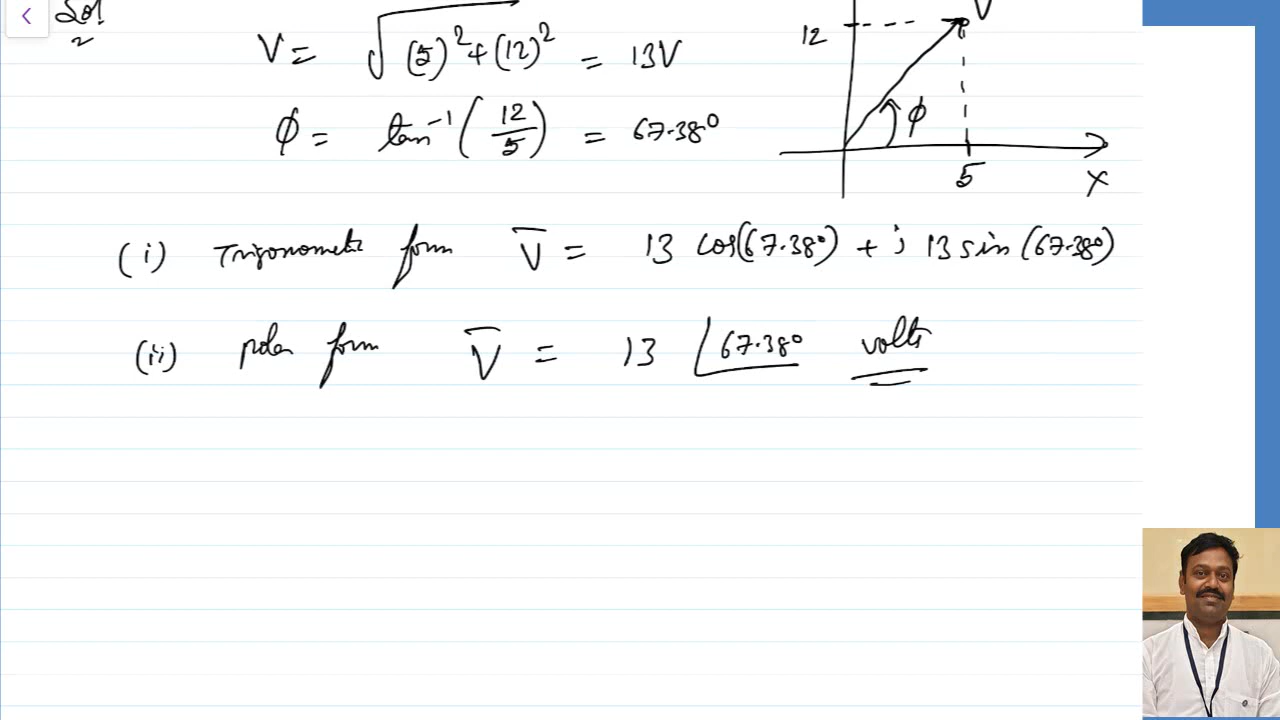 Sol
V = √(5)² + (12)² = 13V
ϕ = tan⁻¹ (12/5) = 67.38°
12
V
ϕ
5
X
(i) Trigonometric form V̅ = 13 cos(67.38°) + j 13 sin (67.38°)
(ii) polar form V̅ = 13 ∠67.38° volts